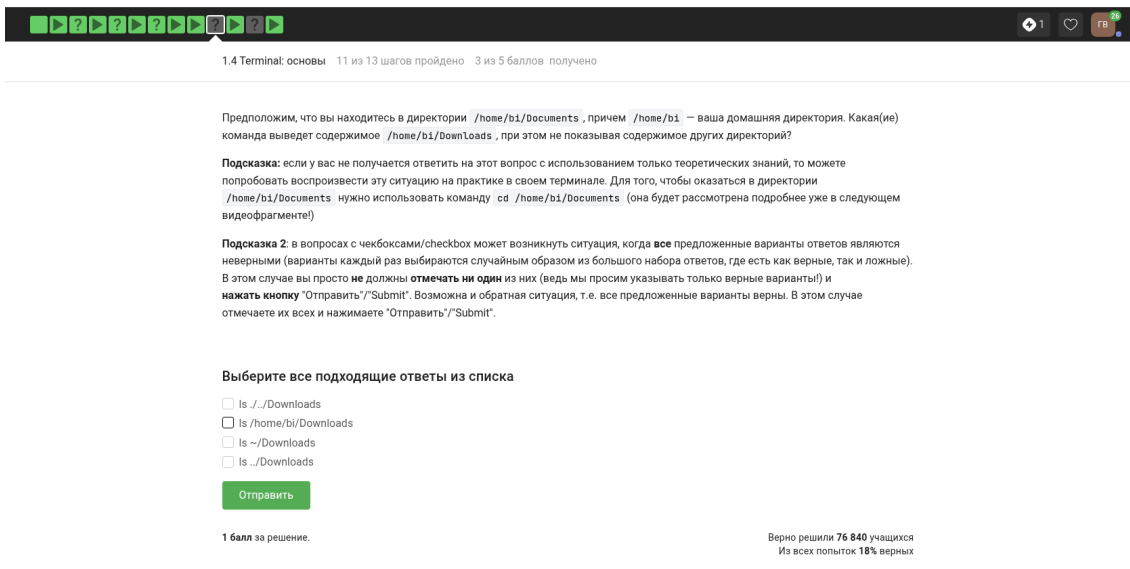 ? ? ? ? ?
1
ГВ
26
1.4 Terminal: основы 11 из 13 шагов пройдено 3 из 5 баллов получено
Предположим, что вы находитесь в директории /home/bi/Documents , причем /home/bi — ваша домашняя директория. Какая(ие)
команда выведет содержимое /home/bi/Downloads , при этом не показывая содержимое других директорий?
Подсказка: если у вас не получается ответить на этот вопрос с использованием только теоретических знаний, то можете
попробовать воспроизвести эту ситуацию на практике в своем терминале. Для того, чтобы оказаться в директории
/home/bi/Documents нужно использовать команду cd /home/bi/Documents (она будет рассмотрена подробнее уже в следующем
видеофрагменте!)
Подсказка 2: в вопросах с чекбоксами/checkbox может возникнуть ситуация, когда все предложенные варианты ответов являются
неверными (варианты каждый раз выбираются случайным образом из большого набора ответов, где есть как верные, так и ложные).
В этом случае вы просто не должны отмечать ни один из них (ведь мы просим указывать только верные варианты!) и
нажать кнопку "Отправить"/"Submit". Возможна и обратная ситуация, т.е. все предложенные варианты верны. В этом случае
отмечаете их всех и нажимаете "Отправить"/"Submit".
Выберите все подходящие ответы из списка
ls ./../Downloads
ls /home/bi/Downloads
ls ~/Downloads
ls ../Downloads
Отправить
1 балл за решение.
Верно решили 76 840 учащихся
Из всех попыток 18% верных